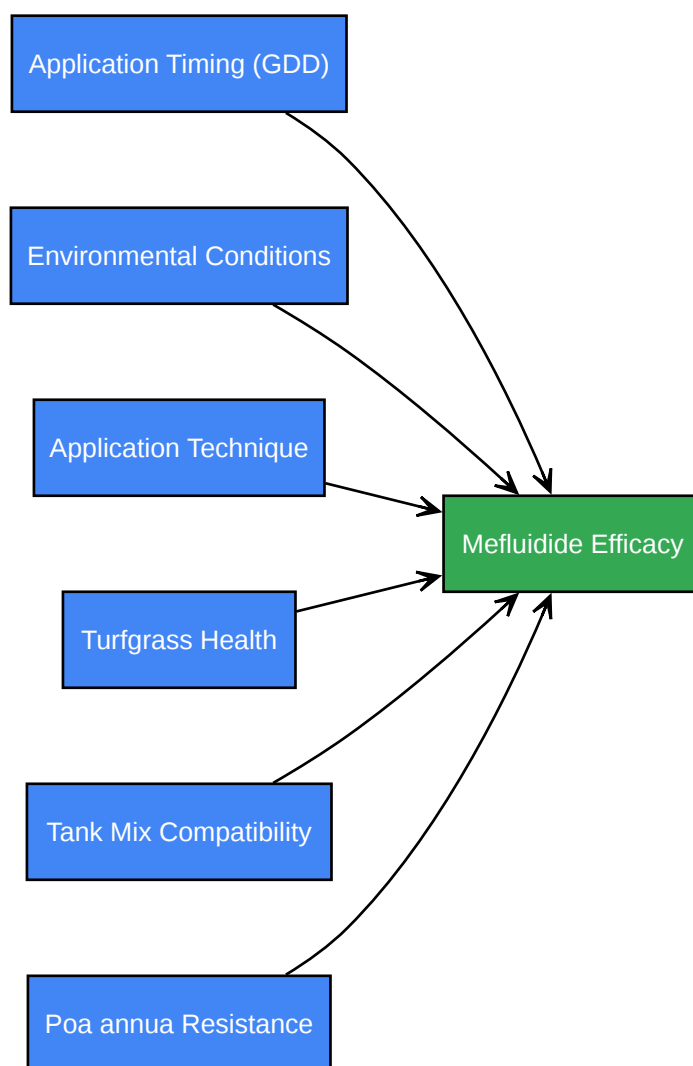 Application Timing (GDD)
Environmental Conditions
Application Technique
Mefluidide Efficacy
Turfgrass Health
Tank Mix Compatibility
Poa annua Resistance